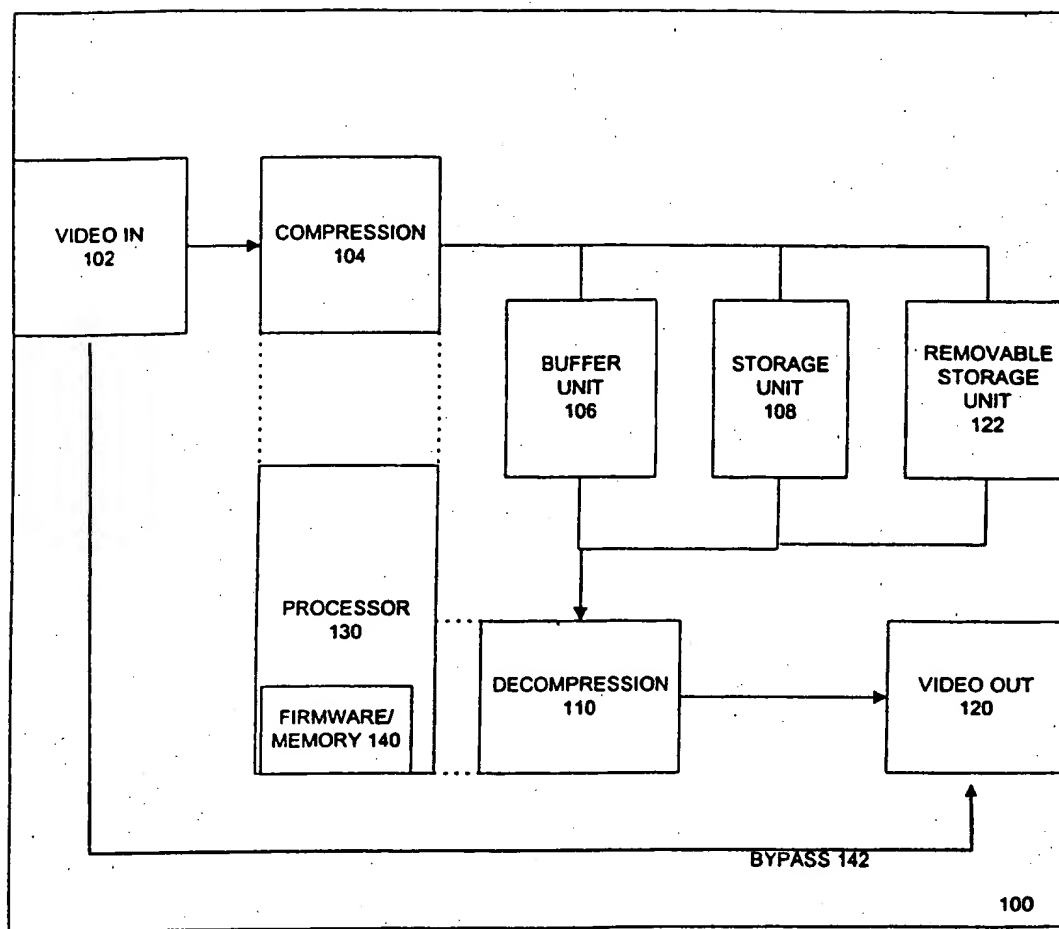 VIDEO IN
102
COMPRESSION
104
BUFFER
UNIT
106
STORAGE
UNIT
108
REMOVABLE
STORAGE
UNIT
122
PROCESSOR
130
FIRMWARE/
MEMORY 140
DECOMPRESSION
110
VIDEO OUT
120
BYPASS 142
100